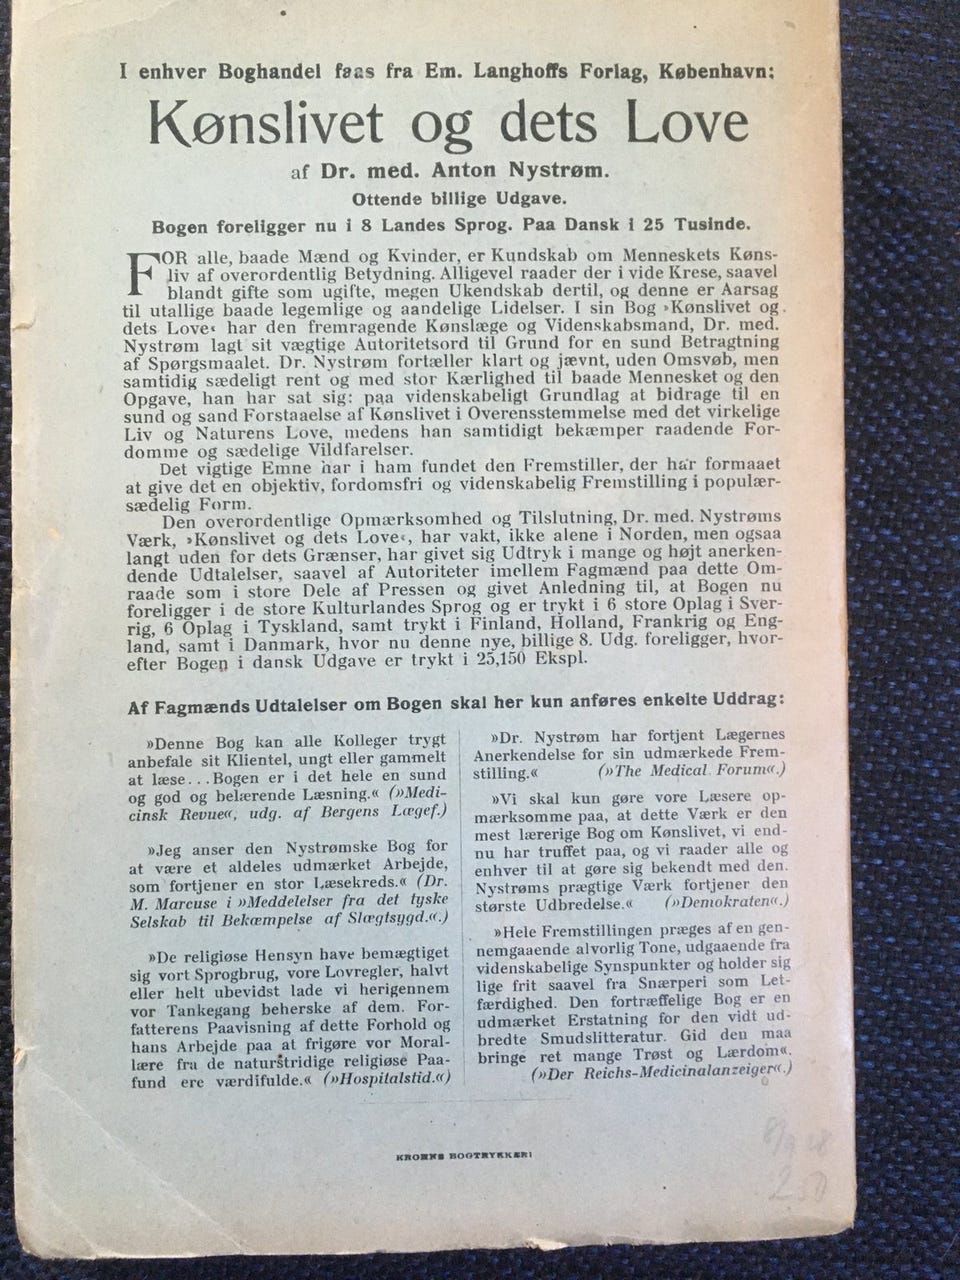 I enhver Boghandel faas fra Em. Langhoffs Forlag, København:
Kønslivet og dets Love
af Dr. med. Anton Nystrøm.
Ottende billige Udgave.
Bogen foreligger nu i 8 Landes Sprog. Paa Dansk i 25 Tusinde.
FOR alle, baade Mænd og Kvinder, er Kundskab om Menneskets Køns-
liv af overordentlig Betydning. Alligevel raader der i vide Krese, saavel
blandt gifte som ugifte, megen Ukendskab dertil, og denne er Aarsag
til utallige baade legemlige og aandelige Lidelser. I sin Bog »Kønslivet og
dets Love« har den fremragende Kønslæge og Videnskabsmand, Dr. med.
Nystrøm lagt sit vægtige Autoritetsord til Grund for en sund Betragtning
af Spørgsmaalet. Dr. Nystrøm fortæller klart og jævnt, uden Omsvøb, men
samtidig sædeligt rent og med stor Kærlighed til baade Mennesket og den
Opgave, han har sat sig: paa videnskabeligt Grundlag at bidrage til en
sund og sand Forstaaelse af Kønslivet i Overensstemmelse med det virkelige
Liv og Naturens Love, medens han samtidigt bekæmper raadende For-
domme og sædelige Vildfarelser.
Det vigtige Emne har i ham fundet den Fremstiller, der har formaaet
at give det en objektiv, fordomsfri og videnskabelig Fremstilling i populær-
sædelig Form.
Den overordentlige Opmærksomhed og Tilslutning, Dr. med. Nystrøms
Værk, »Kønslivet og dets Love«, har vakt, ikke alene i Norden, men ogsaa
langt uden for dets Grænser, har givet sig Udtryk i mange og højt anerken-
dende Udtalelser, saavel af Autoriteter imellem Fagmænd paa dette Om-
raade som i store Dele af Pressen og givet Anledning til, at Bogen nu
foreligger i de store Kulturlandes Sprog og er trykt i 6 store Oplag i Sver-
rig, 6 Oplag i Tyskland, samt trykt i Finland, Holland, Frankrig og Eng-
land, samt i Danmark, hvor nu denne nye, billige 8. Udg. foreligger, hvor-
efter Bogen i dansk Udgave er trykt i 25,150 Ekspl.
Af Fagmænds Udtalelser om Bogen skal her kun anføres enkelte Uddrag:
»Denne Bog kan alle Kolleger trygt
anbefale sit Klientel, ungt eller gammelt
at læse... Bogen er i det hele en sund
og god og belærende Læsning.« (»Medi-
cinsk Revue«, udg. af Bergens Lægef.)
»Jeg anser den Nystrømske Bog for
at være et aldeles udmærket Arbejde,
som fortjener en stor Læsekreds.« (Dr.
M. Marcuse i »Meddelelser fra det tyske
Selskab til Bekæmpelse af Slægtsygd.«.)
»De religiøse Hensyn have bemægtiget
sig vort Sprogbrug, vore Lovregler, halvt
eller helt ubevidst lade vi herigennem
vor Tankegang beherske af dem. For-
fatterens Paavisning af dette Forhold og
hans Arbejde paa at frigøre vor Moral-
lære fra de naturstridige religiøse Paa-
fund ere værdifulde.« (»Hospitalstid.«)
»Dr. Nystrøm har fortjent Lægernes
Anerkendelse for sin udmærkede Frem-
stilling.« (»The Medical Forum«.)
»Vi skal kun gøre vore Læsere op-
mærksomme paa, at dette Værk er den
mest lærerige Bog om Kønslivet, vi end-
nu har truffet paa, og vi raader alle og
enhver til at gøre sig bekendt med den.
Nystrøms prægtige Værk fortjener den
største Udbredelse.« (»Demokraten«.)
»Hele Fremstillingen præges af en gen-
nemgaaende alvorlig Tone, udgaaende fra
videnskabelige Synspunkter og holder sig
lige frit saavel fra Snærperi som Let-
færdighed. Den fortræffelige Bog er en
udmærket Erstatning for den vidt ud-
bredte Smudslitteratur. Gid den maa
bringe ret mange Trøst og Lærdom«.
(»Der Reichs-Medicinalanzeiger«.)
KROHNS BOGTRYKKERI
250